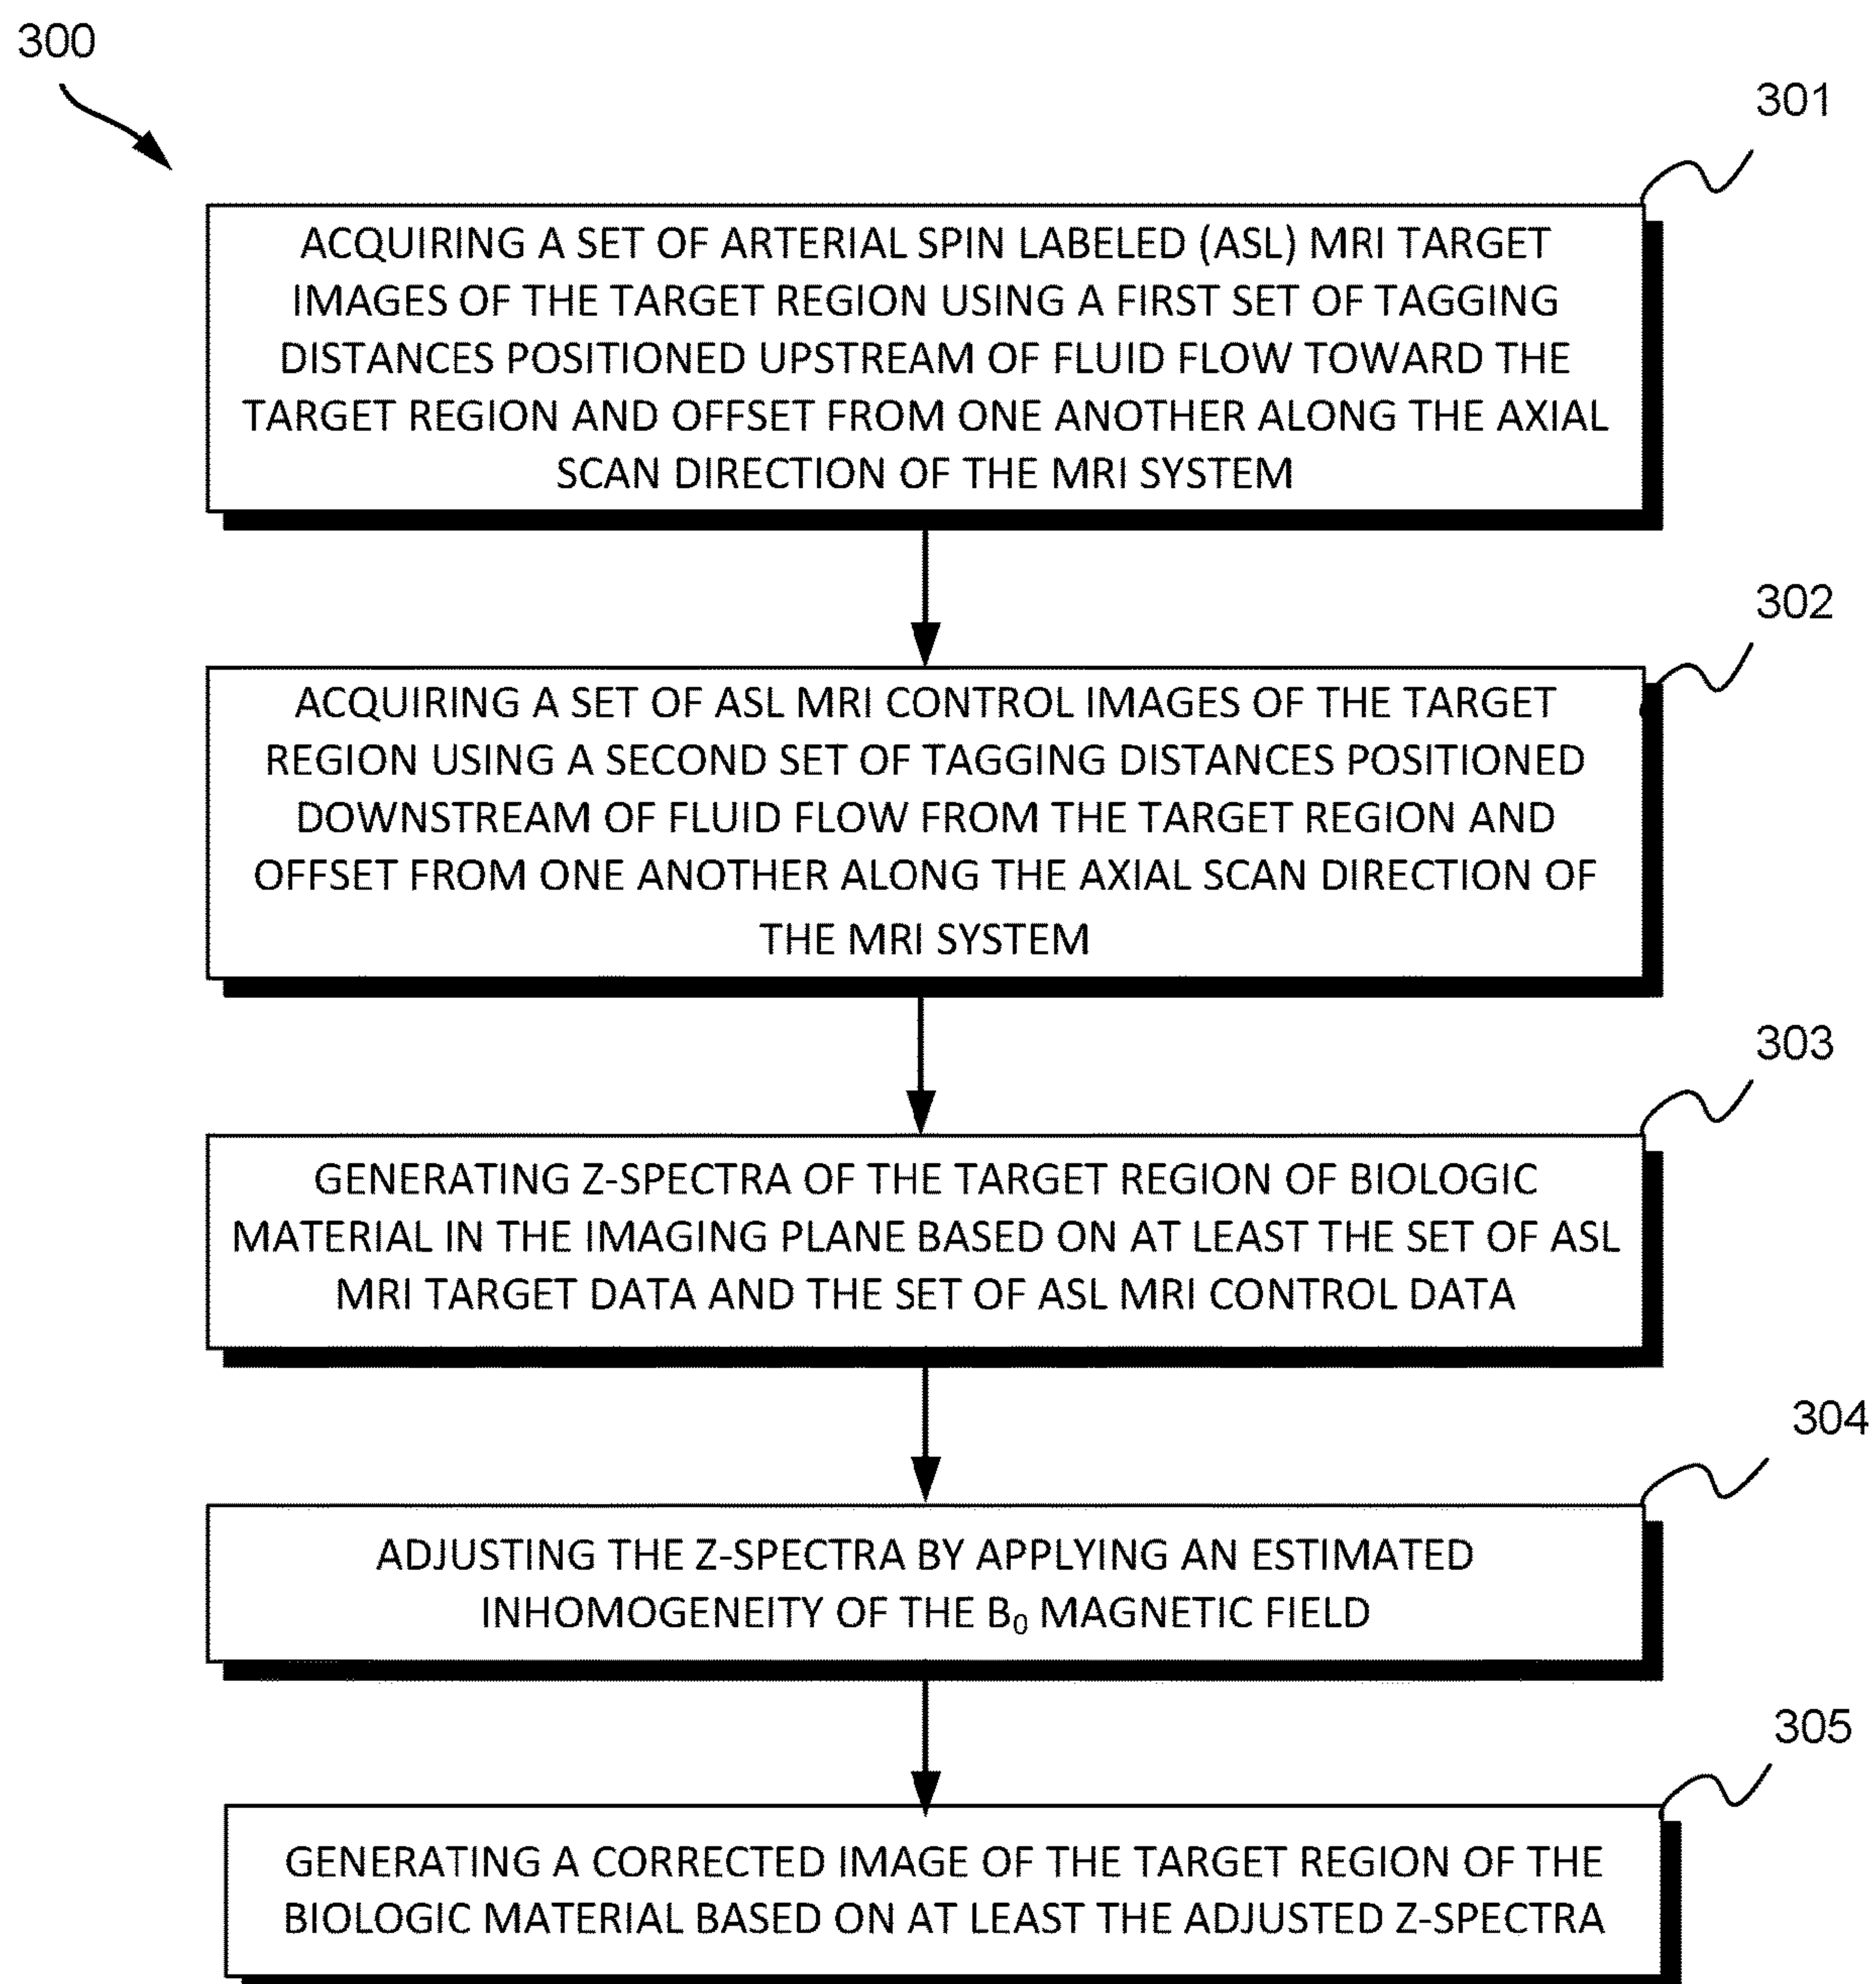 300
301
ACQUIRING A SET OF ARTERIAL SPIN LABELED (ASL) MRI TARGET
IMAGES OF THE TARGET REGION USING A FIRST SET OF TAGGING
DISTANCES POSITIONED UPSTREAM OF FLUID FLOW TOWARD THE
TARGET REGION AND OFFSET FROM ONE ANOTHER ALONG THE AXIAL
SCAN DIRECTION OF THE MRI SYSTEM
302
ACQUIRING A SET OF ASL MRI CONTROL IMAGES OF THE TARGET
REGION USING A SECOND SET OF TAGGING DISTANCES POSITIONED
DOWNSTREAM OF FLUID FLOW FROM THE TARGET REGION AND
OFFSET FROM ONE ANOTHER ALONG THE AXIAL SCAN DIRECTION OF
THE MRI SYSTEM
303
GENERATING Z-SPECTRA OF THE TARGET REGION OF BIOLOGIC
MATERIAL IN THE IMAGING PLANE BASED ON AT LEAST THE SET OF ASL
MRI TARGET DATA AND THE SET OF ASL MRI CONTROL DATA
304
ADJUSTING THE Z-SPECTRA BY APPLYING AN ESTIMATED
INHOMOGENEITY OF THE B₀ MAGNETIC FIELD
305
GENERATING A CORRECTED IMAGE OF THE TARGET REGION OF THE
BIOLOGIC MATERIAL BASED ON AT LEAST THE ADJUSTED Z-SPECTRA